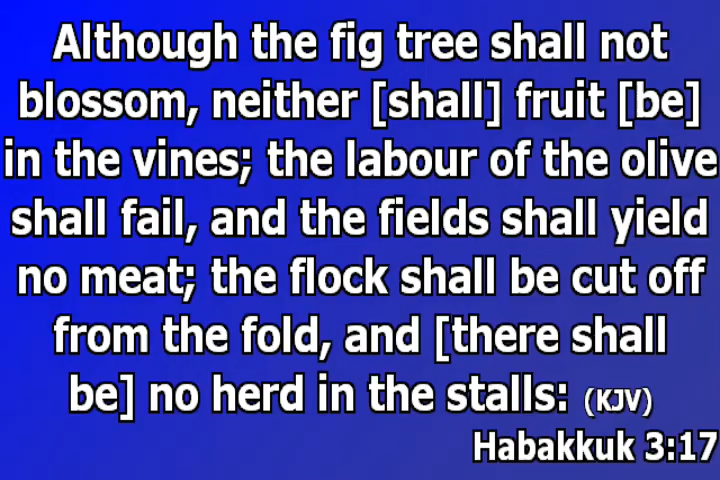 Although the fig tree shall not
blossom, neither [shall] fruit [be]
in the vines; the labour of the olive
shall fail, and the fields shall yield
no meat; the flock shall be cut off
from the fold, and [there shall
be] no herd in the stalls: (KJV)
Habakkuk 3:17